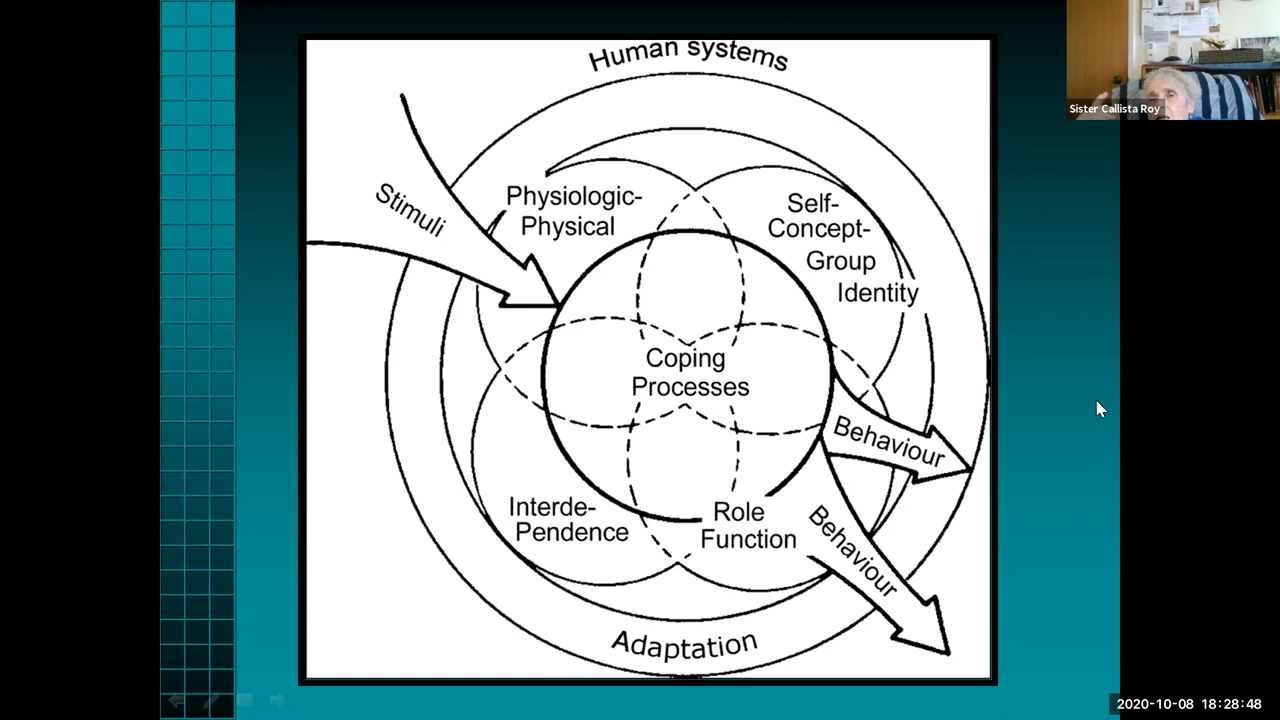 Human systems
Sister Callista Roy
Stimuli
Physiologic-
Physical
Self-
Concept-
Group
Identity
Coping
Processes
Behaviour
Interde-
Pendence
Role
Function
Behaviour
Adaptation
2020-10-08 18:28:48